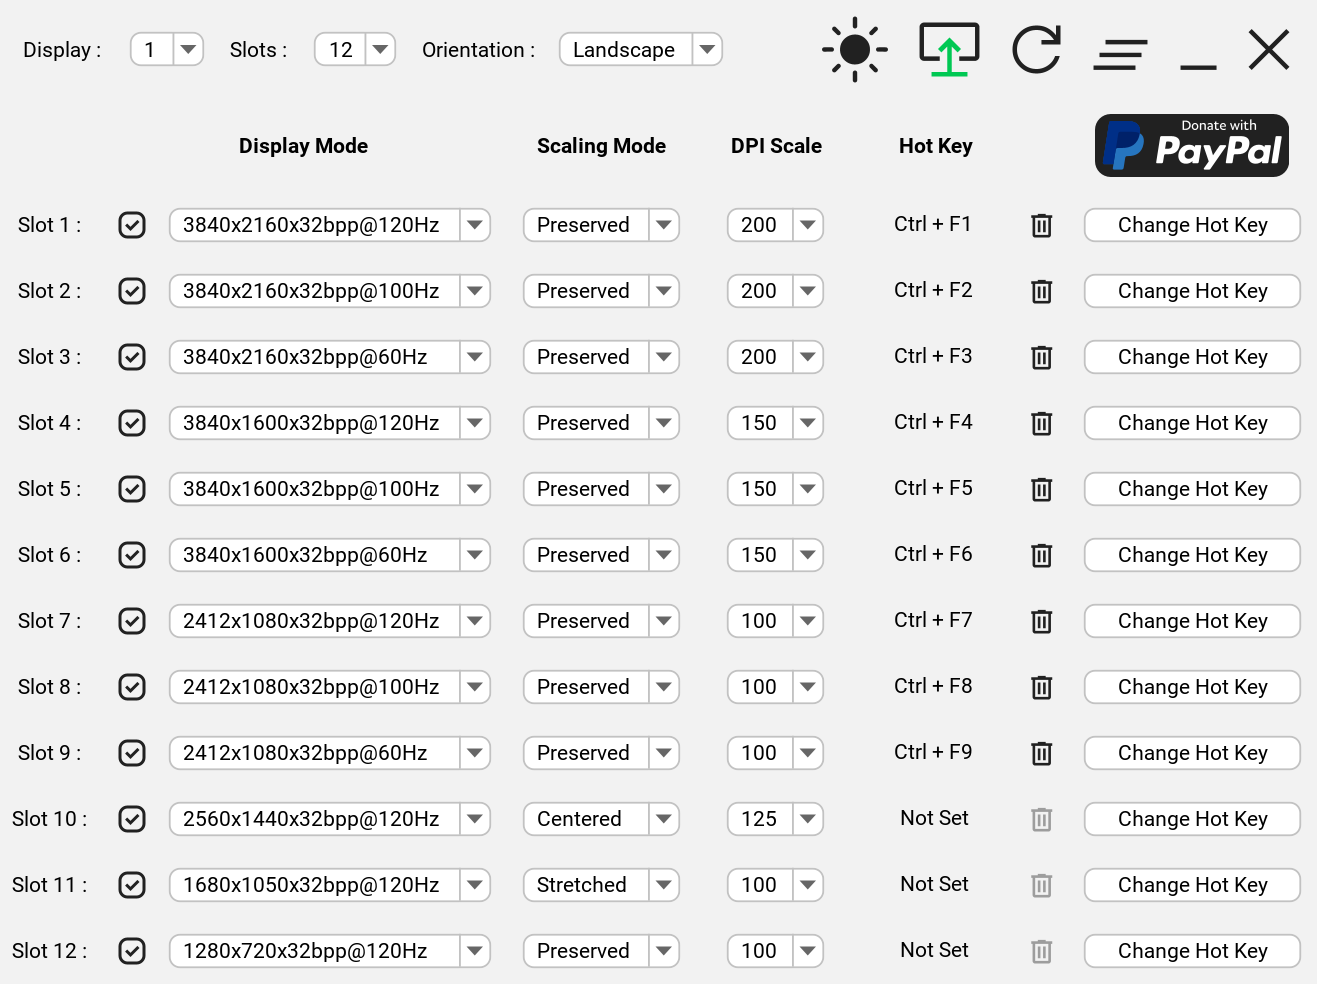 Display : 1 Slots : 12 Orientation : Landscape
Display Mode Scaling Mode DPI Scale Hot Key Donate with PayPal
Slot 1 : 3840x2160x32bpp@120Hz Preserved 200 Ctrl + F1 Change Hot Key
Slot 2 : 3840x2160x32bpp@100Hz Preserved 200 Ctrl + F2 Change Hot Key
Slot 3 : 3840x2160x32bpp@60Hz Preserved 200 Ctrl + F3 Change Hot Key
Slot 4 : 3840x1600x32bpp@120Hz Preserved 150 Ctrl + F4 Change Hot Key
Slot 5 : 3840x1600x32bpp@100Hz Preserved 150 Ctrl + F5 Change Hot Key
Slot 6 : 3840x1600x32bpp@60Hz Preserved 150 Ctrl + F6 Change Hot Key
Slot 7 : 2412x1080x32bpp@120Hz Preserved 100 Ctrl + F7 Change Hot Key
Slot 8 : 2412x1080x32bpp@100Hz Preserved 100 Ctrl + F8 Change Hot Key
Slot 9 : 2412x1080x32bpp@60Hz Preserved 100 Ctrl + F9 Change Hot Key
Slot 10 : 2560x1440x32bpp@120Hz Centered 125 Not Set Change Hot Key
Slot 11 : 1680x1050x32bpp@120Hz Stretched 100 Not Set Change Hot Key
Slot 12 : 1280x720x32bpp@120Hz Preserved 100 Not Set Change Hot Key